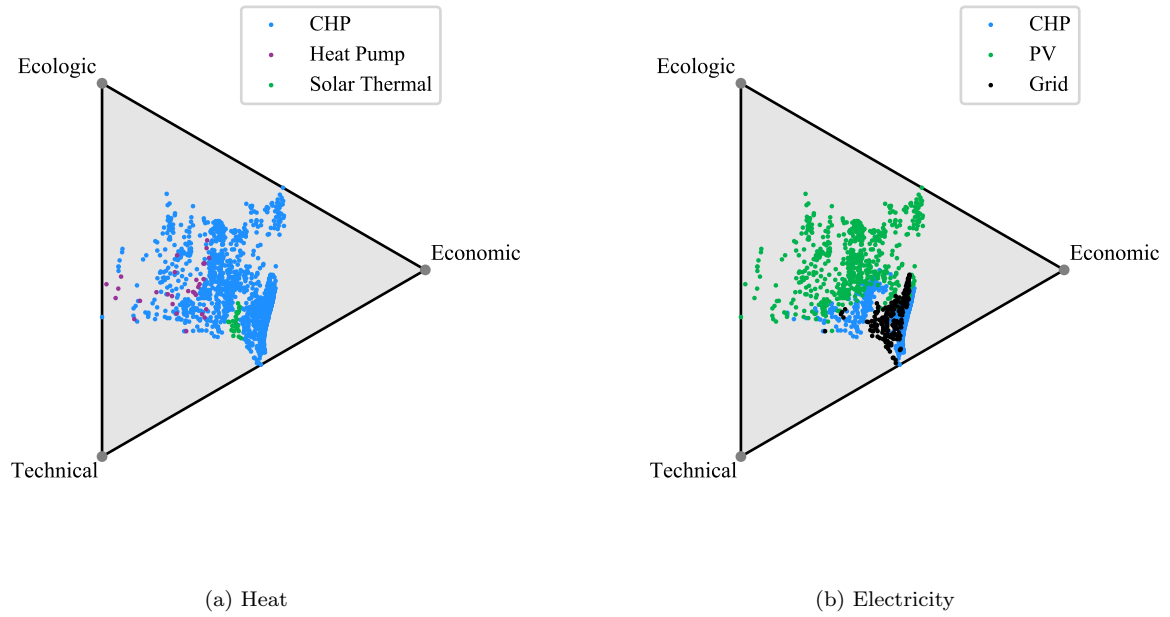 CHP
Heat Pump
Solar Thermal
Ecologic
Economic
Technical
(a) Heat
CHP
PV
Grid
Ecologic
Economic
Technical
(b) Electricity